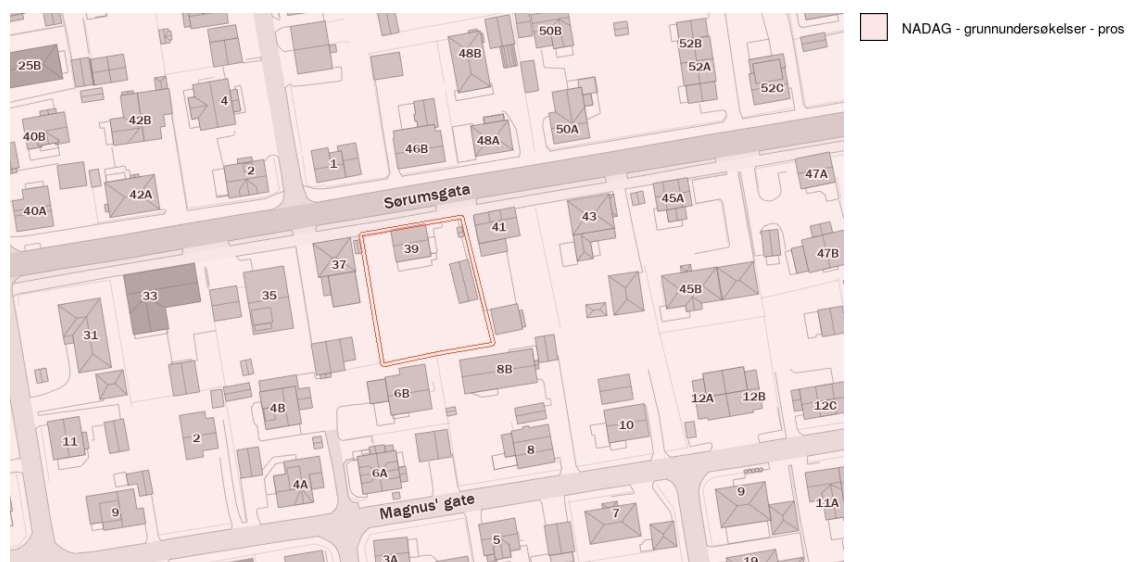 NADAG - grunnundersøkelser - pros
50B
52B
48B
25B
52A
52C
4
42B
50A
40B
48A
46B
1
2
47A
42A
Sørumsgata
45A
40A
43
41
39
47B
37
45B
33
35
31
8B
6B
12A
12B
12C
4B
10
2
11
8
6A
4A
9
11A
Magnus' gate
9
7
5
3A
19